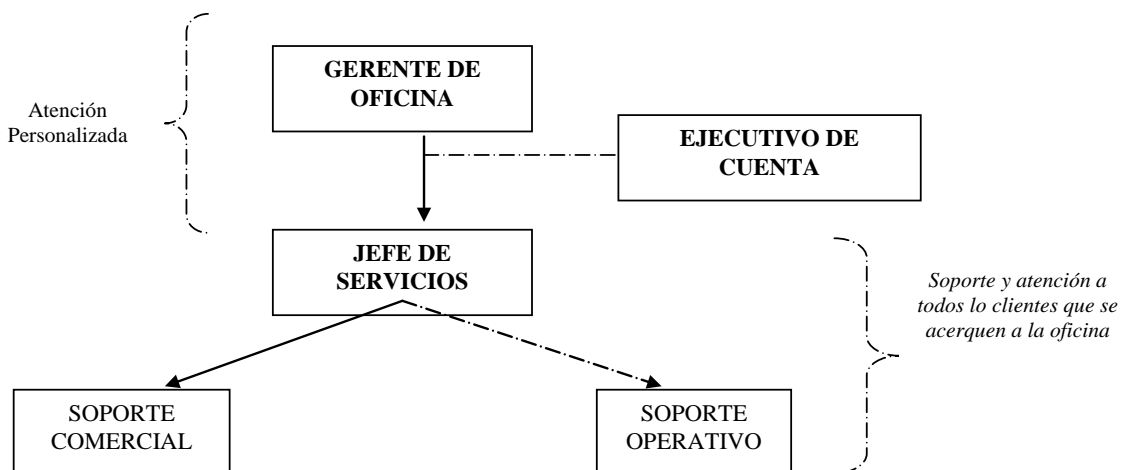 GERENTE DE
OFICINA
Atención
Personalizada
EJECUTIVO DE
CUENTA
JEFE DE
SERVICIOS
Soporte y atención a
todos lo clientes que se
acerquen a la oficina
SOPORTE
COMERCIAL
SOPORTE
OPERATIVO